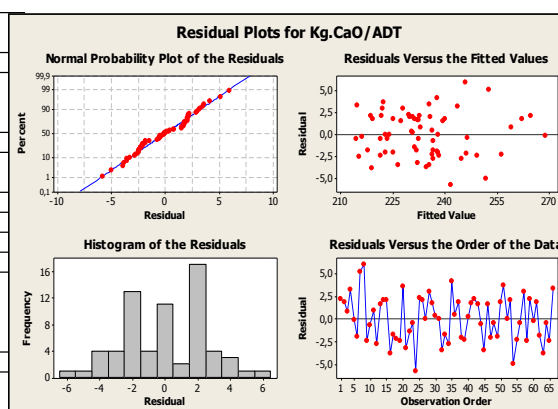 Residual Plots for Kg.CaO/ADT
Normal Probability Plot of the Residuals
Percent
99,9
99
90
50
10
1
0,1
-10 -5 0 5 10
Residual
Residuals Versus the Fitted Values
Residual
5,0
2,5
0,0
-2,5
-5,0
210 225 240 255 270
Fitted Value
Histogram of the Residuals
Frequency
16
12
8
4
0
-6 -4 -2 0 2 4 6
Residual
Residuals Versus the Order of the Data
Residual
5,0
2,5
0,0
-2,5
-5,0
1 5 10 15 20 25 30 35 40 45 50 55 60 65
Observation Order